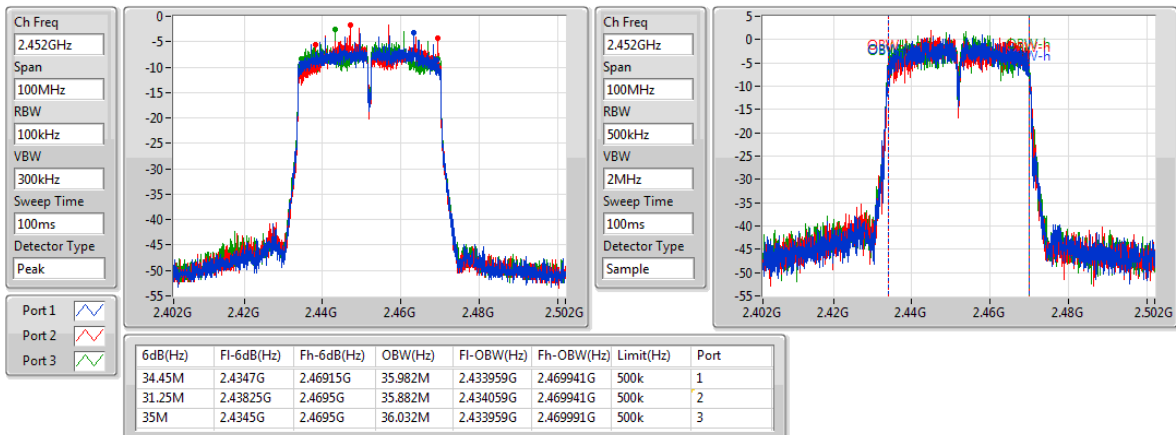 Ch Freq
2.452GHz
Span
100MHz
RBW
100kHz
VBW
300kHz
Sweep Time
100ms
Detector Type
Peak
Port 1
Port 2
Port 3
0
-5
-10
-15
-20
-25
-30
-35
-40
-45
-50
-55
2.402G 2.42G 2.44G 2.46G 2.48G 2.502G
Ch Freq
2.452GHz
Span
100MHz
RBW
500kHz
VBW
2MHz
Sweep Time
100ms
Detector Type
Sample
5
0
-5
-10
-15
-20
-25
-30
-35
-40
-45
-50
-55
2.402G 2.42G 2.44G 2.46G 2.48G 2.502G
6dB(Hz) Fl-6dB(Hz) Fh-6dB(Hz) OBW(Hz) Fl-OBW(Hz) Fh-OBW(Hz) Limit(Hz) Port
34.45M 2.4347G 2.46915G 35.982M 2.433959G 2.469941G 500k 1
31.25M 2.43825G 2.4695G 35.882M 2.434059G 2.469941G 500k 2
35M 2.4345G 2.4695G 36.032M 2.433959G 2.469991G 500k 3